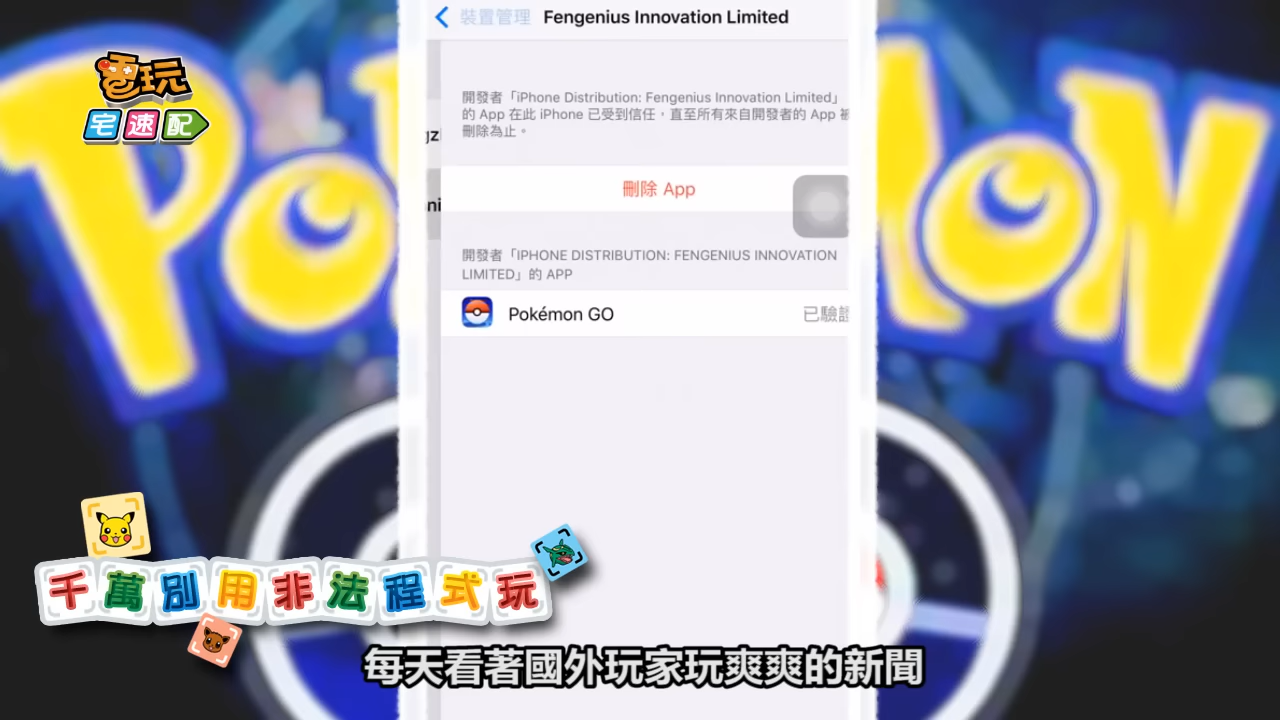 裝置管理 Fengenius Innovation Limited
電玩
宅速配
開發者「iPhone Distribution: Fengenius Innovation Limited」
的 App 在此 iPhone 已受到信任，直至所有來自開發者的 App 被
刪除為止。
刪除 App
開發者「IPHONE DISTRIBUTION: FENGENIUS INNOVATION
LIMITED」的 APP
Pokémon GO 已驗證
POKÉMON
千萬別用非法程式玩
每天看著國外玩家玩爽爽的新聞